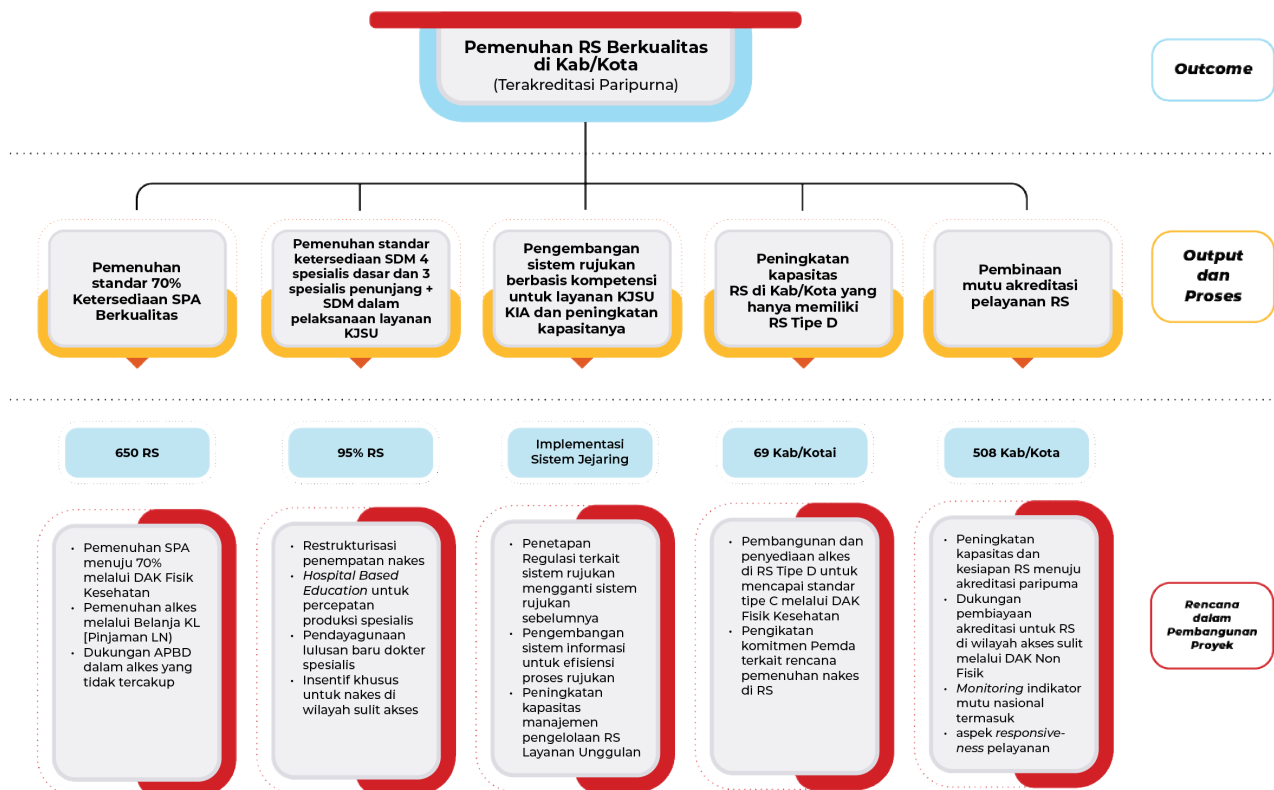 Pemenuhan RS Berkualitas
di Kab/Kota
(Terakreditasi Paripurna)
Outcome
Pemenuhan
standar 70%
Ketersediaan SPA
Berkualitas
Pemenuhan standar
ketersediaan SDM 4
spesialis dasar dan 3
spesialis penunjang +
SDM dalam
pelaksanaan layanan
KJSU
Pengembangan
sistem rujukan
berbasis kompetensi
untuk layanan KJSU
KIA dan peningkatan
kapasitanya
Peningkatan
kapasitas
RS di Kab/Kota yang
hanya memiliki
RS Tipe D
Pembinaan
mutu akreditasi
pelayanan RS
Output
dan
Proses
650 RS
95% RS
Implementasi
Sistem Jejaring
69 Kab/Kotai
508 Kab/Kota
• Pemenuhan SPA
menuju 70%
melalui DAK Fisik
Kesehatan
• Pemenuhan alkes
melalui Belanja KL
[Pinjaman LN)
• Dukungan APBD
dalam alkes yang
tidak tercakup
• Restrukturisasi
penempatan nakes
• Hospital Based
Education untuk
percepatan
produksi spesialis
• Pendayagunaan
lulusan baru dokter
spesialis
• Insentif khusus
untuk nakes di
wilayah sulit akses
• Penetapan
Regulasi terkait
sistem rujukan
mengganti sistem
rujukan
sebelumnya
• Pengembangan
sistem informasi
untuk efisiensi
proses rujukan
• Peningkatan
kapasitas
manajemen
pengelolaan RS
Layanan Unggulan
• Pembangunan dan
penyediaan alkes
di RS Tipe D untuk
mencapai standar
tipe C melalui DAK
Fisik Kesehatan
• Pengikatan
komitmen Pemda
terkait rencana
pemenuhan nakes
di RS
• Peningkatan
kapasitas dan
kesiapan RS menuju
akreditasi paripuma
• Dukungan
pembiayaan
akreditasi untuk RS
di wilayah akses sulit
melalui DAK Non
Fisik
• Monitoring indikator
mutu nasional
termasuk
• aspek responsive-
ness pelayanan
Rencana
dalam
Pembangunan
Proyek